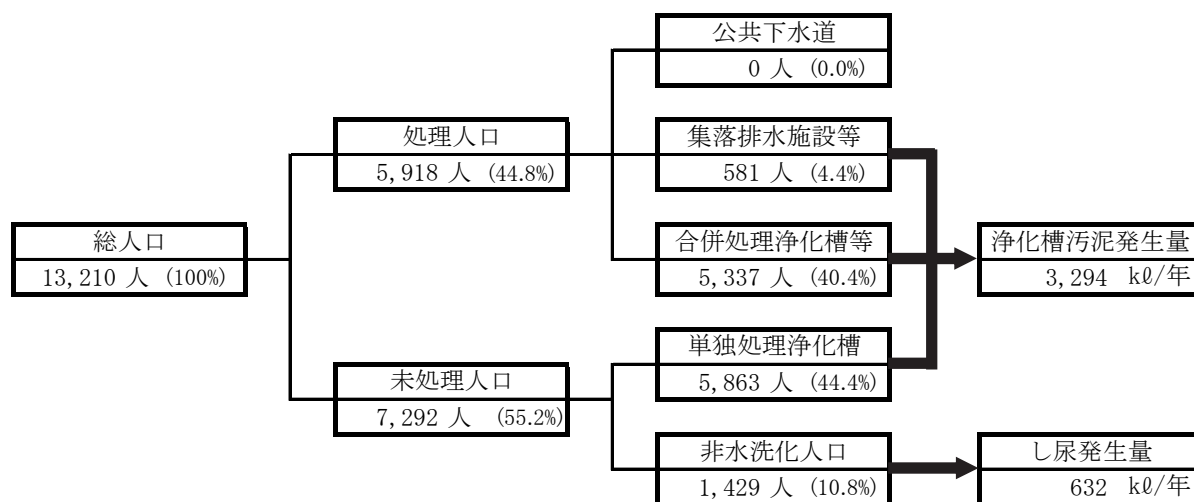 公共下水道
0 人 (0.0%)
処理人口
5,918 人 (44.8%)
集落排水施設等
581 人 (4.4%)
総人口
13,210 人 (100%)
合併処理浄化槽等
5,337 人 (40.4%)
浄化槽汚泥発生量
3,294 kℓ/年
単独処理浄化槽
5,863 人 (44.4%)
未処理人口
7,292 人 (55.2%)
非水洗化人口
1,429 人 (10.8%)
し尿発生量
632 kℓ/年